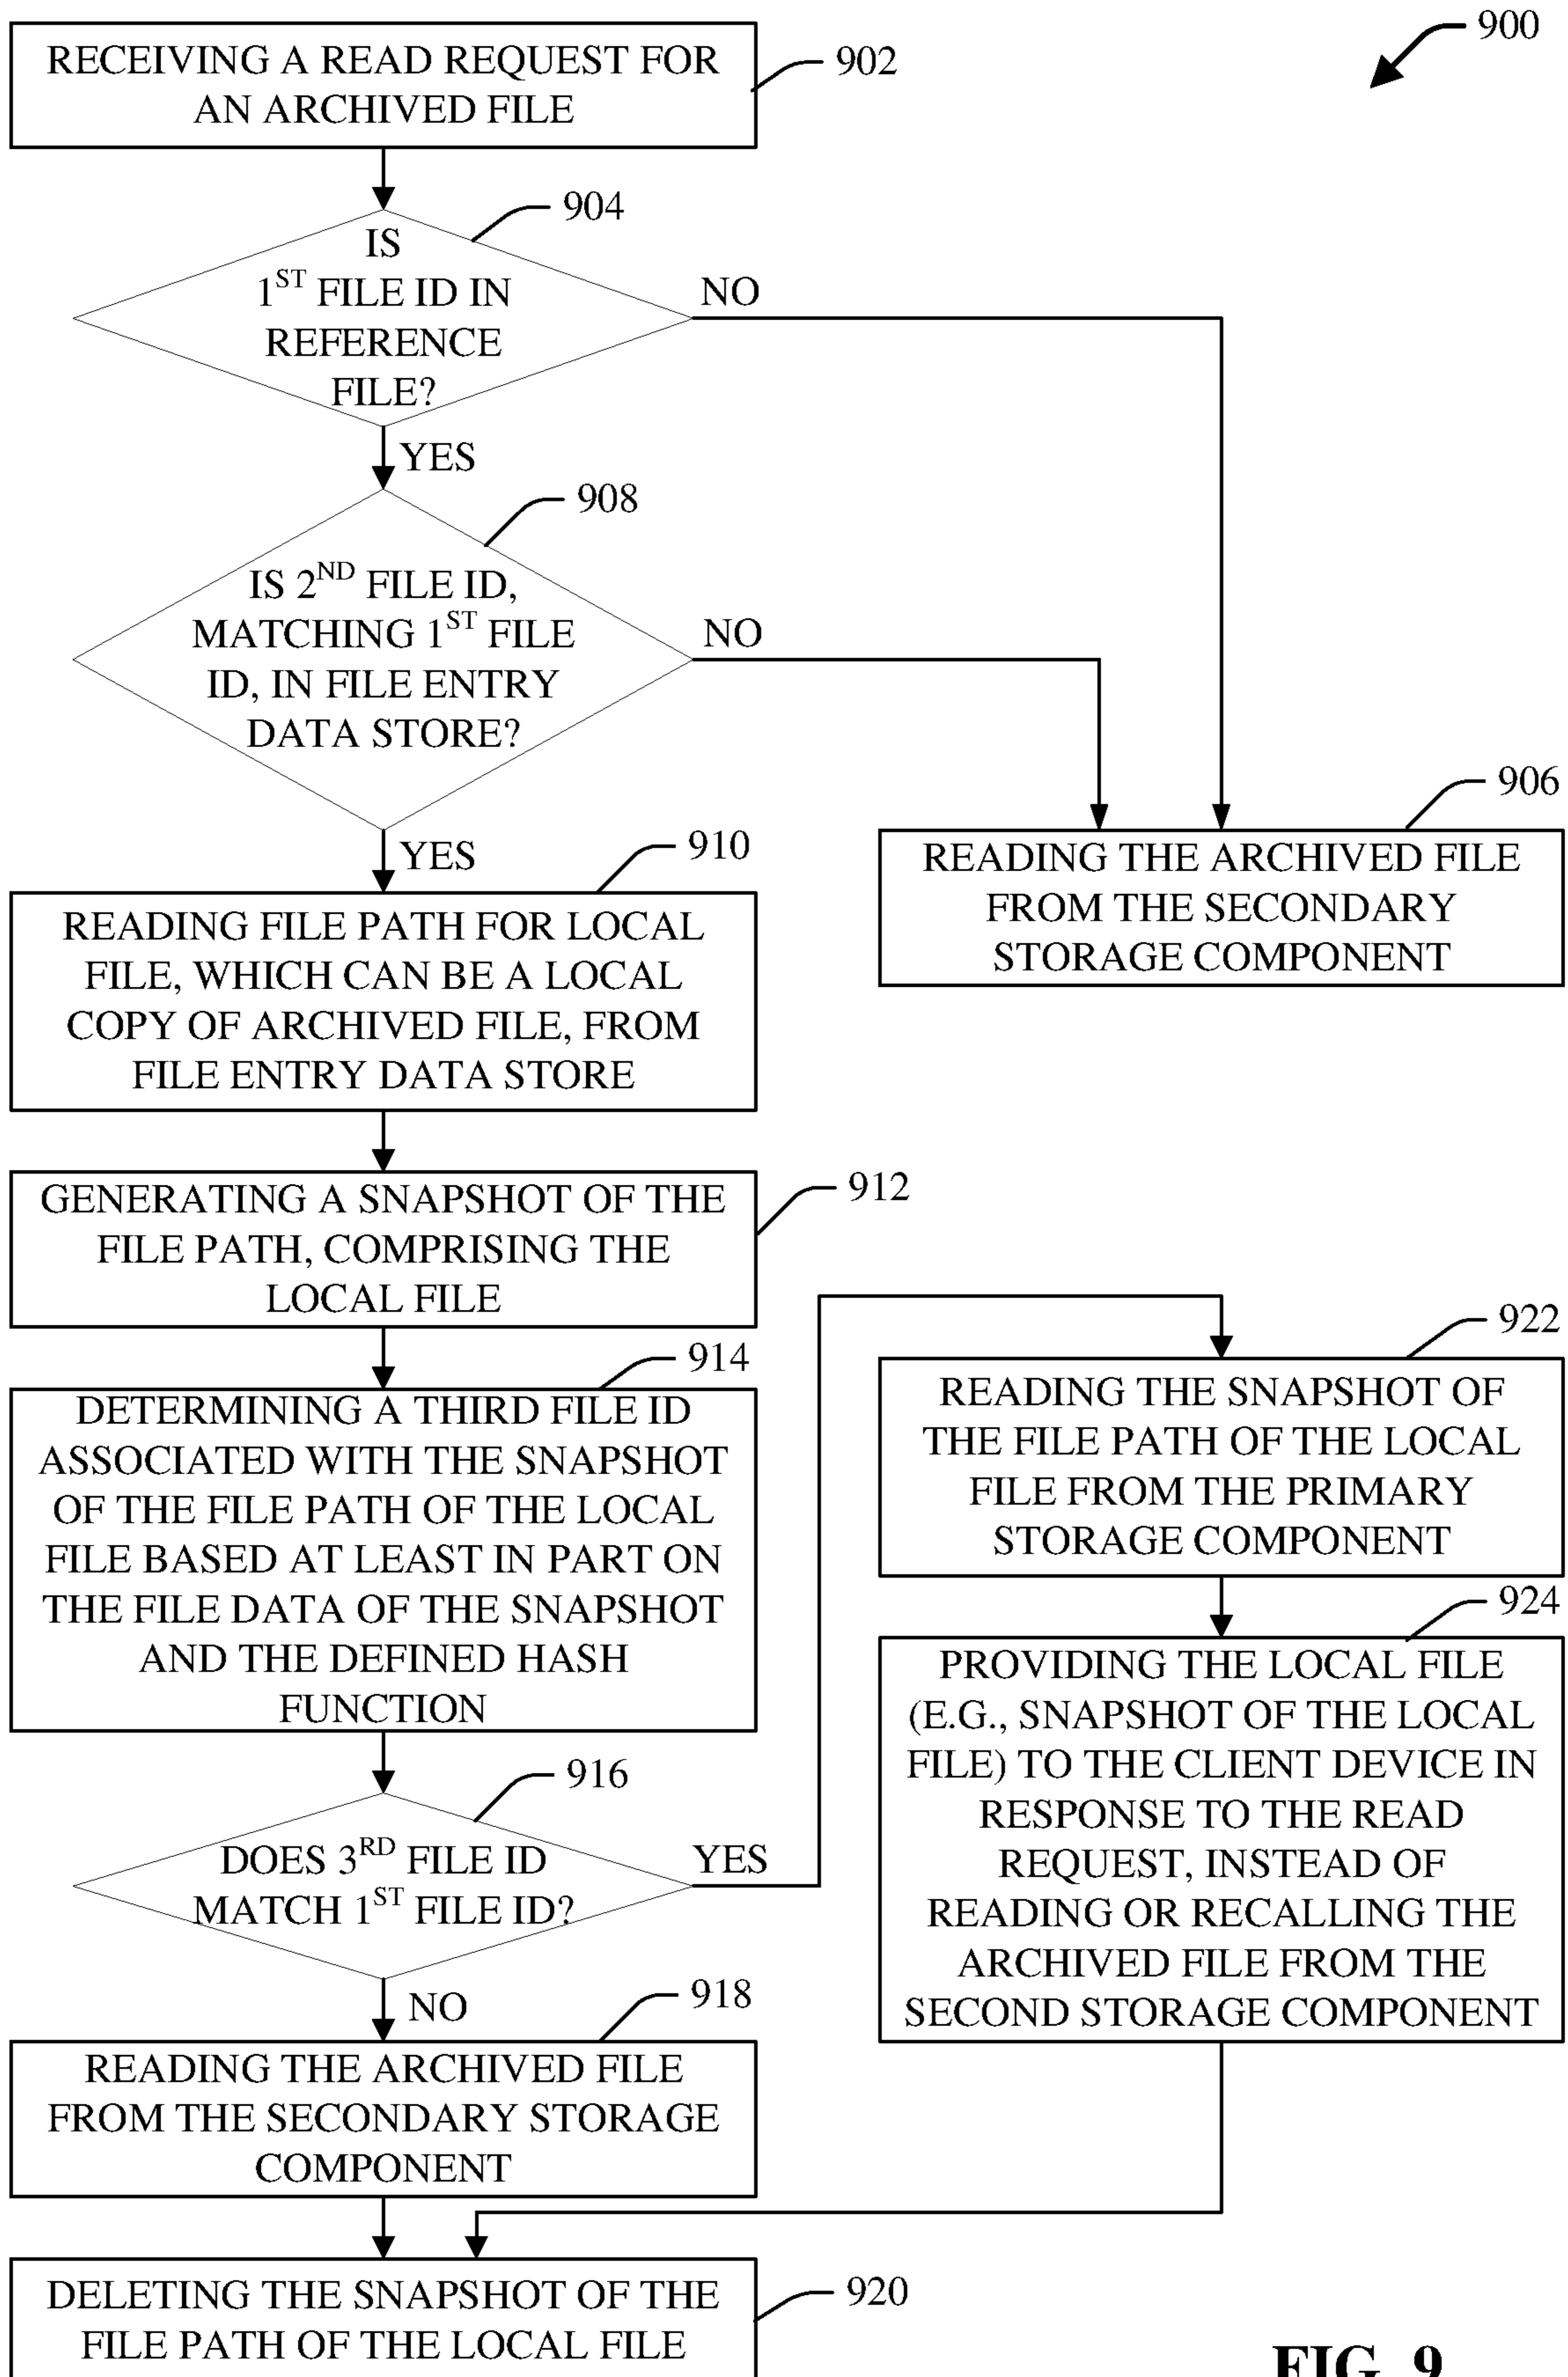 900
RECEIVING A READ REQUEST FOR
AN ARCHIVED FILE
902
904
IS
1ST FILE ID IN
REFERENCE
FILE?
NO
YES
908
IS 2ND FILE ID,
MATCHING 1ST FILE
ID, IN FILE ENTRY
DATA STORE?
NO
YES
906
READING THE ARCHIVED FILE
FROM THE SECONDARY
STORAGE COMPONENT
910
READING FILE PATH FOR LOCAL
FILE, WHICH CAN BE A LOCAL
COPY OF ARCHIVED FILE, FROM
FILE ENTRY DATA STORE
912
GENERATING A SNAPSHOT OF THE
FILE PATH, COMPRISING THE
LOCAL FILE
914
DETERMINING A THIRD FILE ID
ASSOCIATED WITH THE SNAPSHOT
OF THE FILE PATH OF THE LOCAL
FILE BASED AT LEAST IN PART ON
THE FILE DATA OF THE SNAPSHOT
AND THE DEFINED HASH
FUNCTION
916
DOES 3RD FILE ID
MATCH 1ST FILE ID?
YES
NO
922
READING THE SNAPSHOT OF
THE FILE PATH OF THE LOCAL
FILE FROM THE PRIMARY
STORAGE COMPONENT
924
PROVIDING THE LOCAL FILE
(E.G., SNAPSHOT OF THE LOCAL
FILE) TO THE CLIENT DEVICE IN
RESPONSE TO THE READ
REQUEST, INSTEAD OF
READING OR RECALLING THE
ARCHIVED FILE FROM THE
SECOND STORAGE COMPONENT
918
READING THE ARCHIVED FILE
FROM THE SECONDARY STORAGE
COMPONENT
920
DELETING THE SNAPSHOT OF THE
FILE PATH OF THE LOCAL FILE
FIG. 9